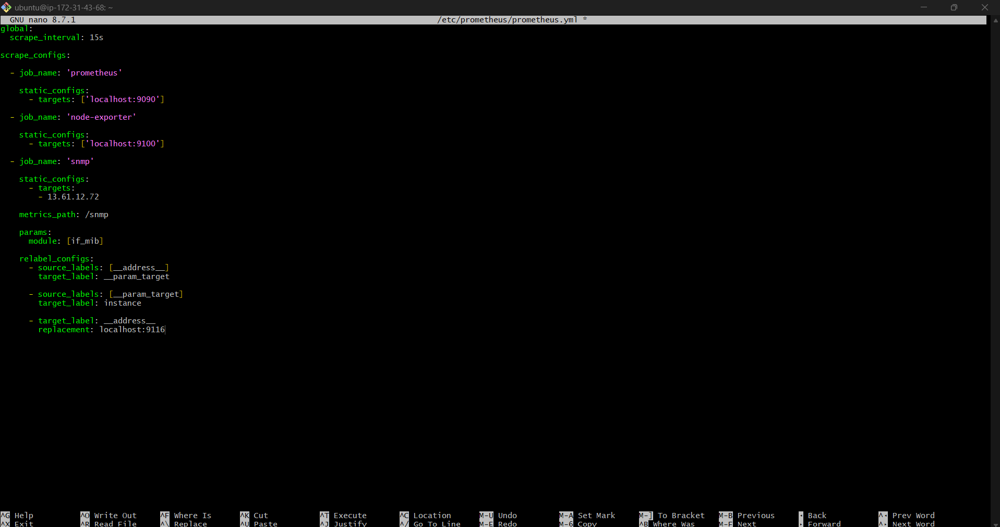 ubuntu@ip-172-31-43-68: ~
GNU nano 8.7.1 /etc/prometheus/prometheus.yml *
global:
  scrape_interval: 15s
scrape_configs:
  - job_name: 'prometheus'
    static_configs:
      - targets: ['localhost:9090']
  - job_name: 'node-exporter'
    static_configs:
      - targets: ['localhost:9100']
  - job_name: 'snmp'
    static_configs:
      - targets:
        - 13.61.12.72
    metrics_path: /snmp
    params:
      module: [if_mib]
    relabel_configs:
      - source_labels: [__address__]
        target_label: __param_target
      - source_labels: [__param_target]
        target_label: instance
      - target_label: __address__
        replacement: localhost:9116
^G Help ^O Write Out ^F Where Is ^K Cut ^T Execute ^C Location M-U Undo M-A Set Mark M-] To Bracket M-B Previous ◂ Back ^◂ Prev Word
^X Exit ^R Read File ^\ Replace ^U Paste ^J Justify ^/ Go To Line M-E Redo M-6 Copy ^B Where Was M-F Next ▸ Forward ^▸ Next Word